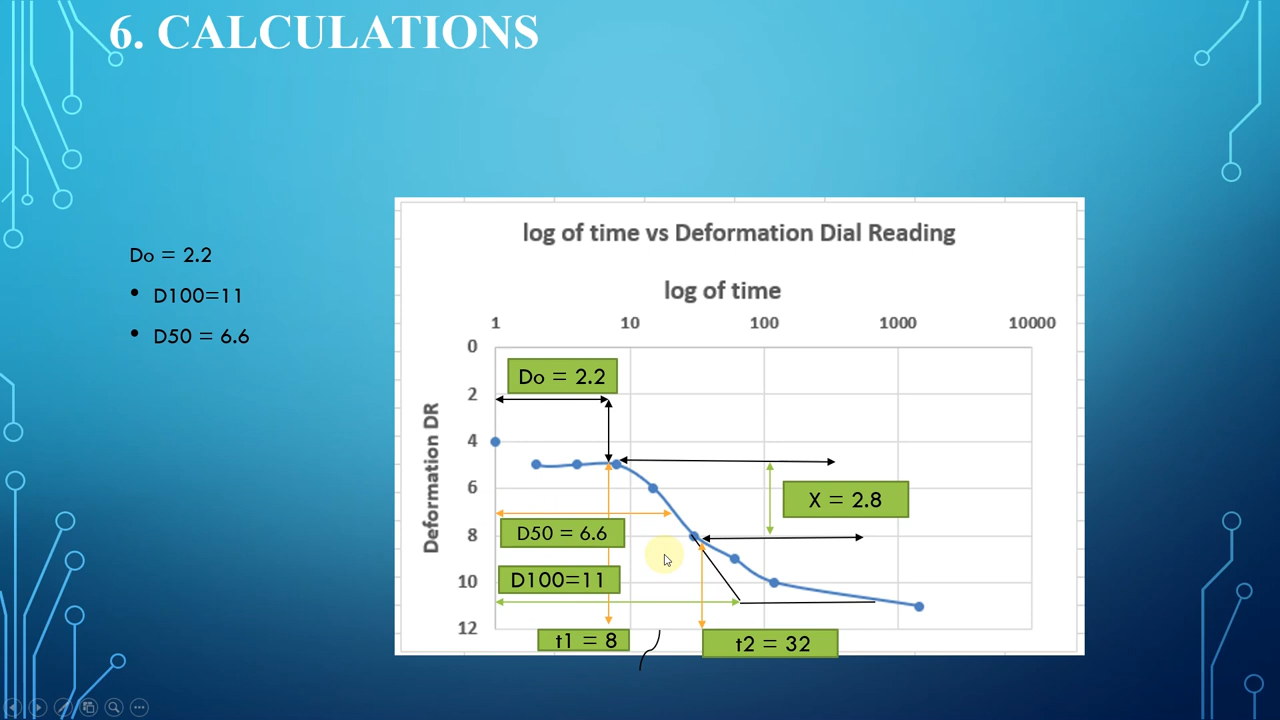 6. CALCULATIONS
Do = 2.2
• D100=11
• D50 = 6.6
log of time vs Deformation Dial Reading
log of time
1 10 100 1000 10000
Deformation DR
0
2
4
6
8
10
12
Do = 2.2
X = 2.8
D50 = 6.6
D100=11
t1 = 8
t2 = 32